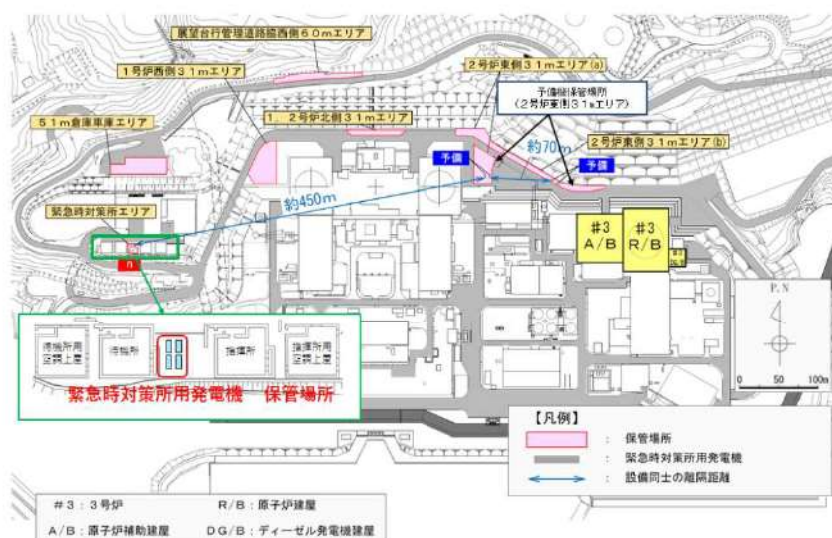 展望台行管理道路脇西側60mエリア
1号炉西側31mエリア
2号炉東側31mエリア(a)
予備機保管場所
(2号炉東側31mエリア)
51m倉庫車庫エリア
1、2号炉北側31mエリア
約70m
2号炉東側31mエリア(b)
予備
予備
約450m
緊急時対策所エリア
n
#3
A/B
#3
R/B
P.N
待機所用
空調上屋
待機所
指揮所
指揮所用
空調上屋
緊急時対策所用発電機 保管場所
0 50 100m
【凡例】
: 保管場所
: 緊急時対策所用発電機
: 設備同士の離隔距離
#3:3号炉
R/B:原子炉建屋
A/B:原子炉補助建屋
DG/B:ディーゼル発電機建屋